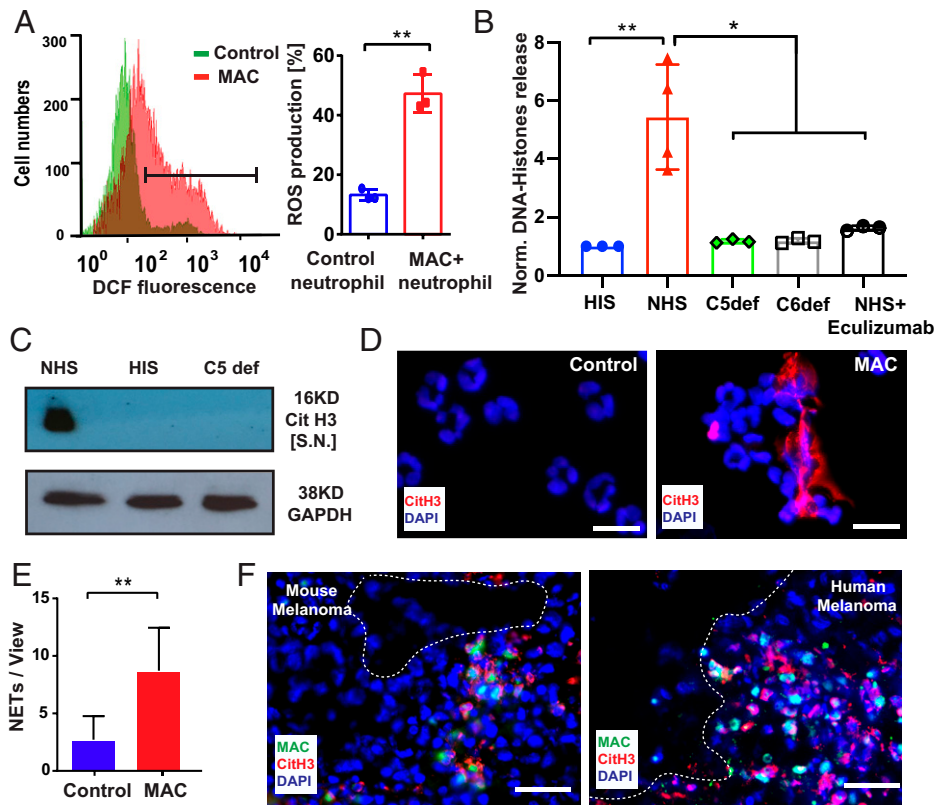 A
300
200
100
0
Cell numbers
Control
MAC
10^0 10^2 10^3 10^4
DCF fluorescence
**
60
40
20
0
ROS production [%]
Control
neutrophil
MAC+
neutrophil
B
**
*
10
8
6
4
2
0
Norm. DNA-Histones release
HIS
NHS
C5def
C6def
NHS+
Eculizumab
C
NHS HIS C5 def
16KD
Cit H3
[S.N.]
38KD
GAPDH
D
Control
CitH3
DAPI
MAC
CitH3
DAPI
E
**
15
10
5
0
NETs / View
Control MAC
F
Mouse
Melanoma
MAC
CitH3
DAPI
Human
Melanoma
MAC
CitH3
DAPI